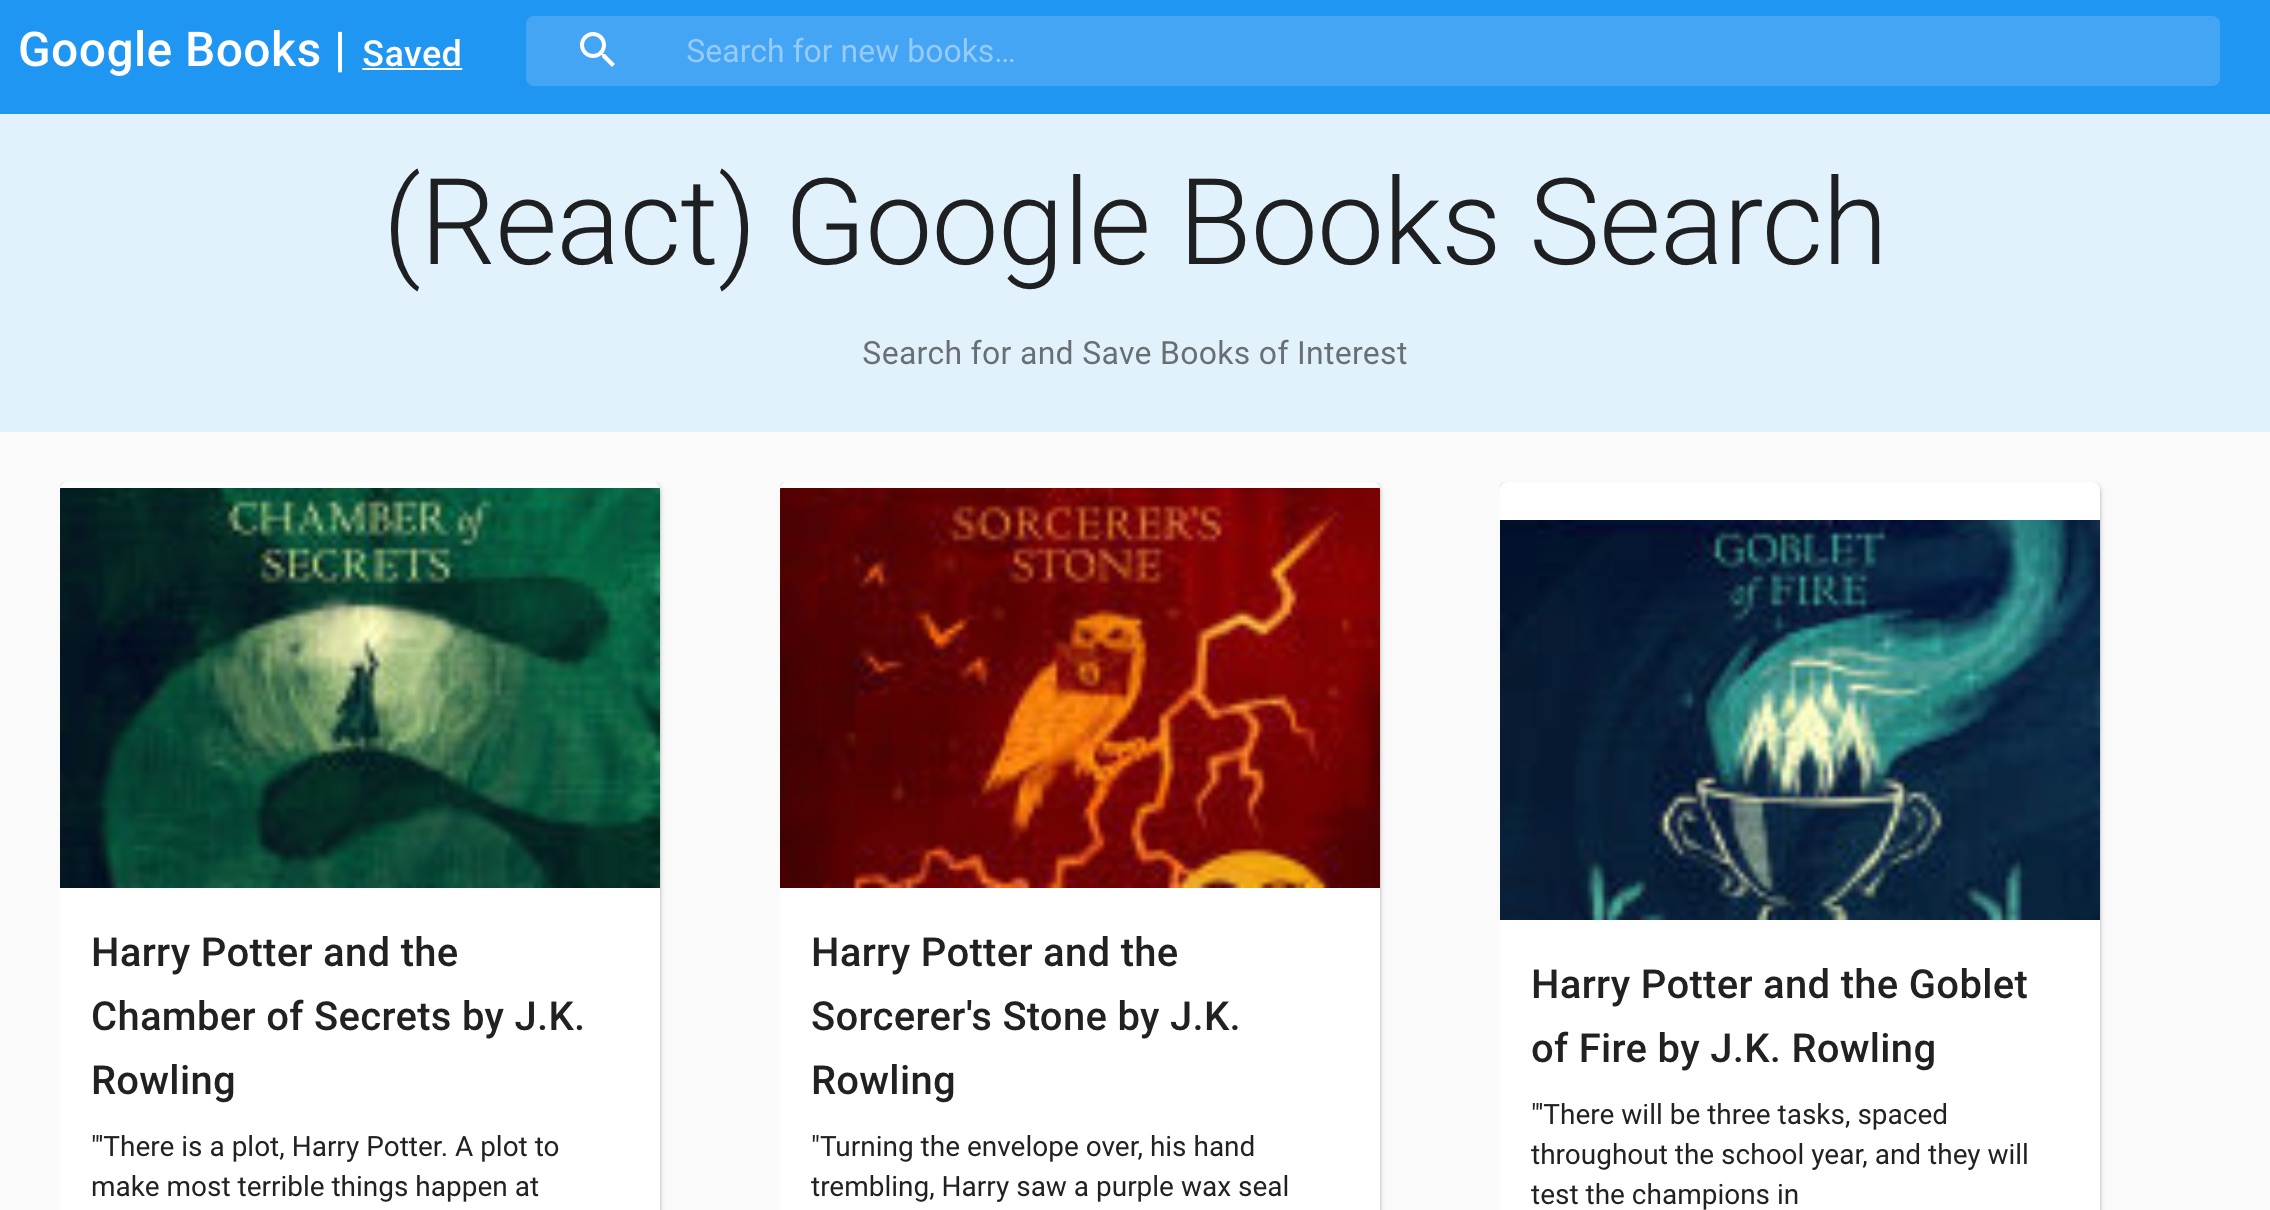 Google Books | Saved
Search for new books...
(React) Google Books Search
Search for and Save Books of Interest
CHAMBER of
SECRETS
Harry Potter and the
Chamber of Secrets by J.K.
Rowling
"'There is a plot, Harry Potter. A plot to
make most terrible things happen at
SORCERER'S
STONE
Harry Potter and the
Sorcerer's Stone by J.K.
Rowling
"Turning the envelope over, his hand
trembling, Harry saw a purple wax seal
GOBLET
of FIRE
Harry Potter and the Goblet
of Fire by J.K. Rowling
"'There will be three tasks, spaced
throughout the school year, and they will
test the champions in